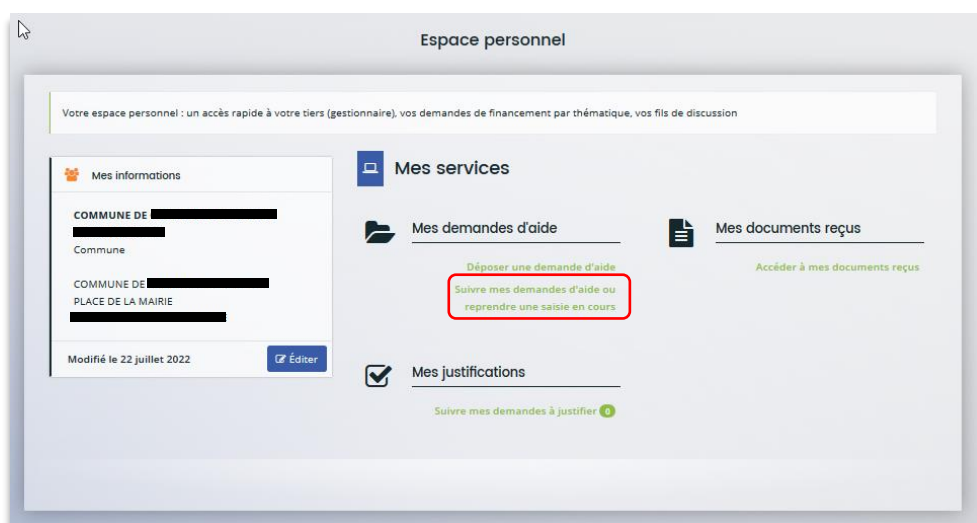 Espace personnel
Votre espace personnel : un accès rapide à votre tiers (gestionnaire), vos demandes de financement par thématique, vos fils de discussion
Mes informations
COMMUNE DE
Commune
COMMUNE DE
PLACE DE LA MAIRIE
Modifié le 22 juillet 2022
Éditer
Mes services
Mes demandes d'aide
Déposer une demande d'aide
Suivre mes demandes d'aide ou
reprendre une saisie en cours
Mes documents reçus
Accéder à mes documents reçus
Mes justifications
Suivre mes demandes à justifier 0